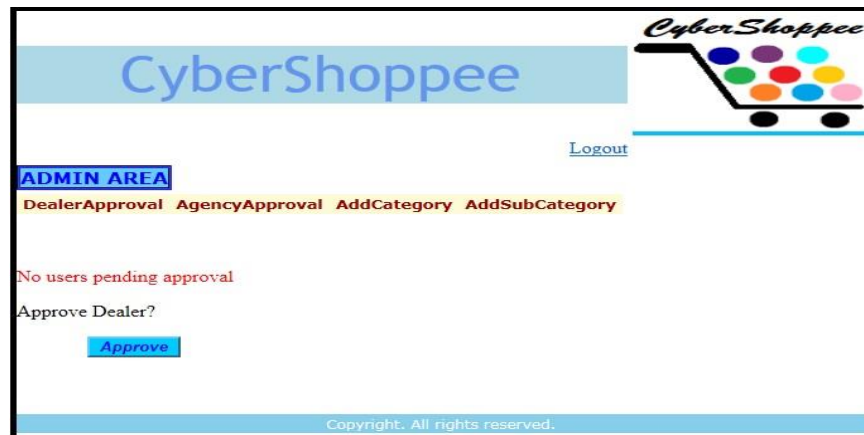 CyberShoppee
CyberShoppee
Logout
ADMIN AREA
DealerApproval AgencyApproval AddCategory AddSubCategory
No users pending approval
Approve Dealer?
Approve
Copyright. All rights reserved.